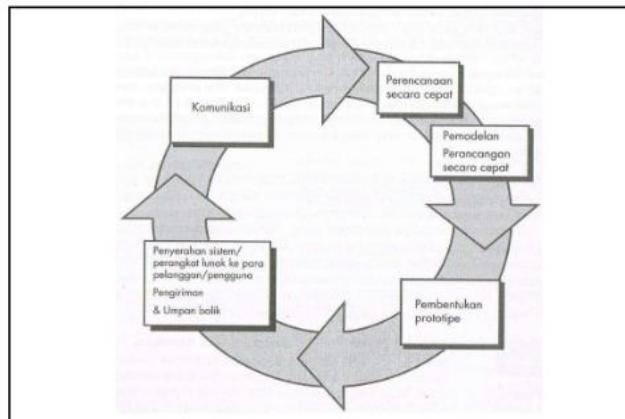 Komunikasi
Perencanaan
secara cepat
Pemodelan
Perancangan
secara cepat
Pembentukan
prototipe
Penyerahan sistem/
perangkat lunak ke para
pelanggan/pengguna
Pengiriman
& Umpan balik